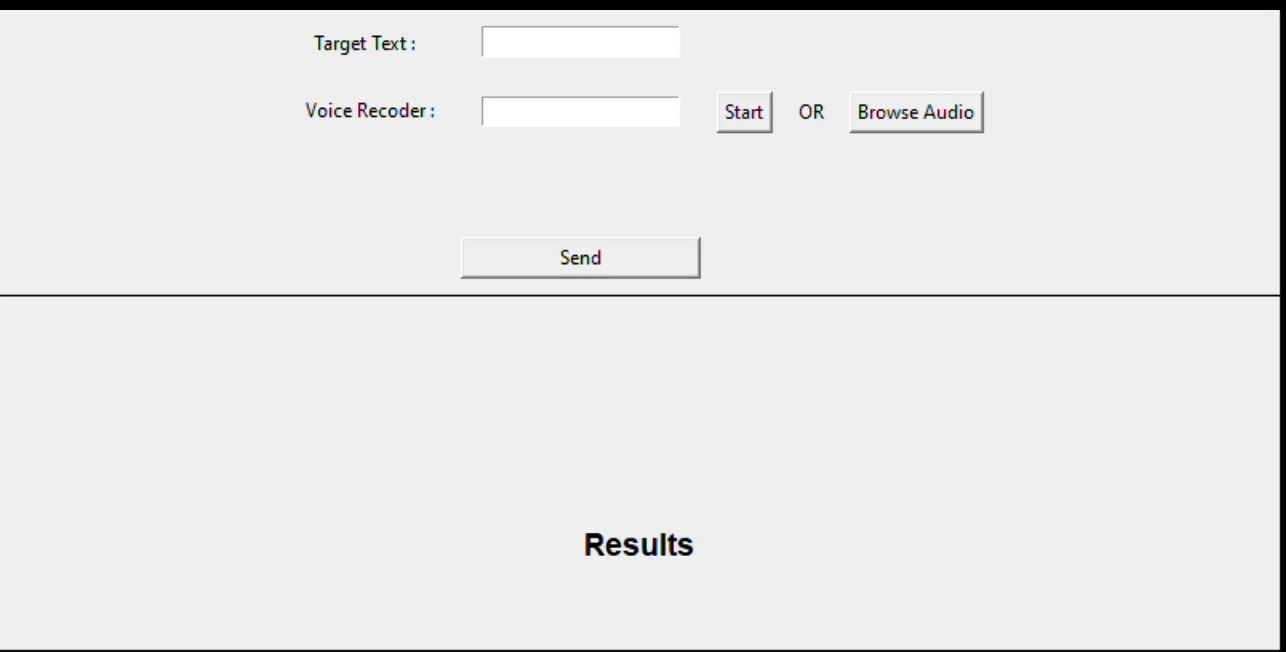 Target Text :
Voice Recoder : Start OR Browse Audio
Send
Results